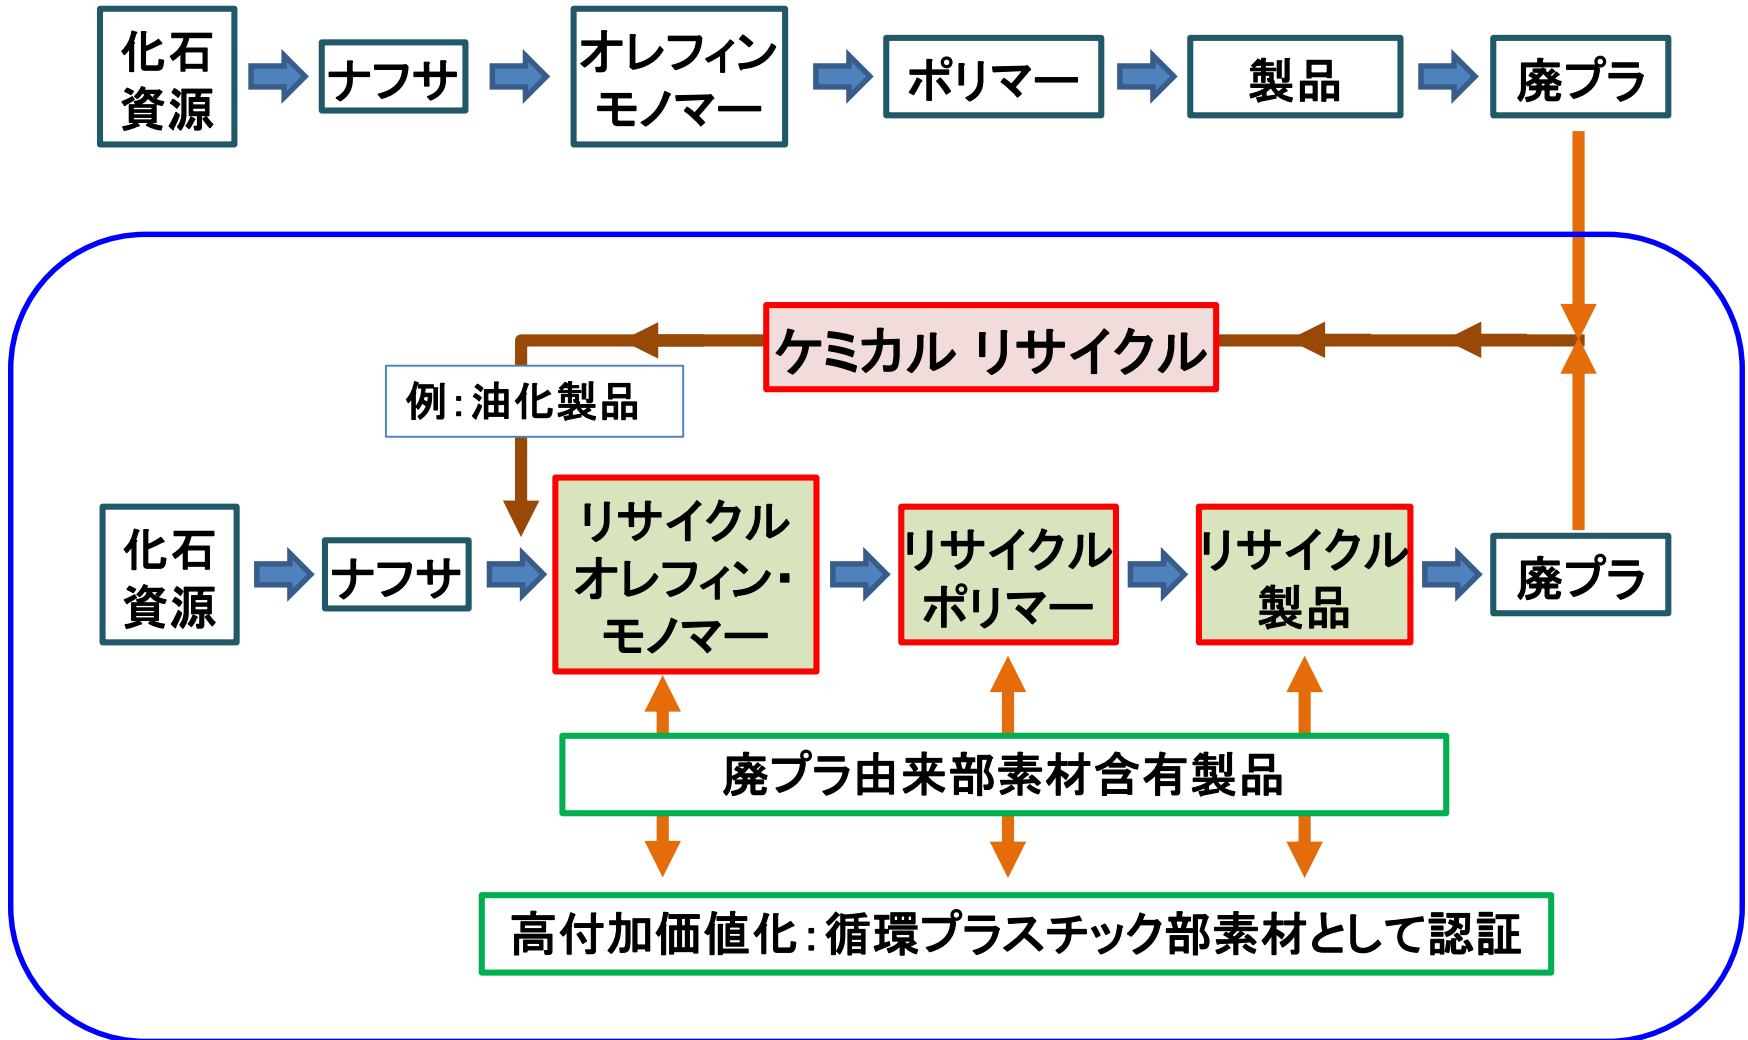 化石
資源
ナフサ
オレフィン
モノマー
ポリマー
製品
廃プラ
ケミカル リサイクル
例：油化製品
化石
資源
ナフサ
リサイクル
オレフィン・
モノマー
リサイクル
ポリマー
リサイクル
製品
廃プラ
廃プラ由来部素材含有製品
高付加価値化：循環プラスチック部素材として認証